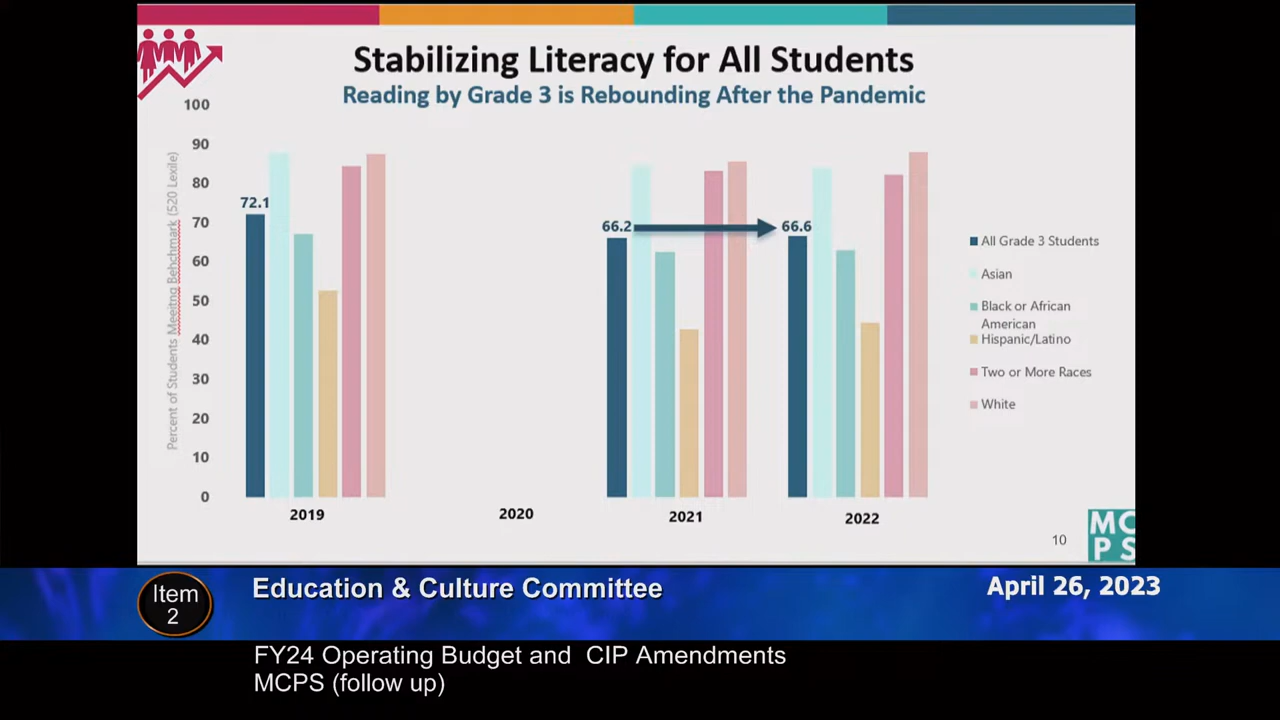 Stabilizing Literacy for All Students
Reading by Grade 3 is Rebounding After the Pandemic
Percent of Students Meeitng Behchmark (520 Lexile)
100
90
80
70
60
50
40
30
20
10
0
72.1
66.2
66.6
2019
2020
2021
2022
All Grade 3 Students
Asian
Black or African
American
Hispanic/Latino
Two or More Races
White
10
MC
PS
Item
2
Education & Culture Committee
April 26, 2023
FY24 Operating Budget and CIP Amendments
MCPS (follow up)